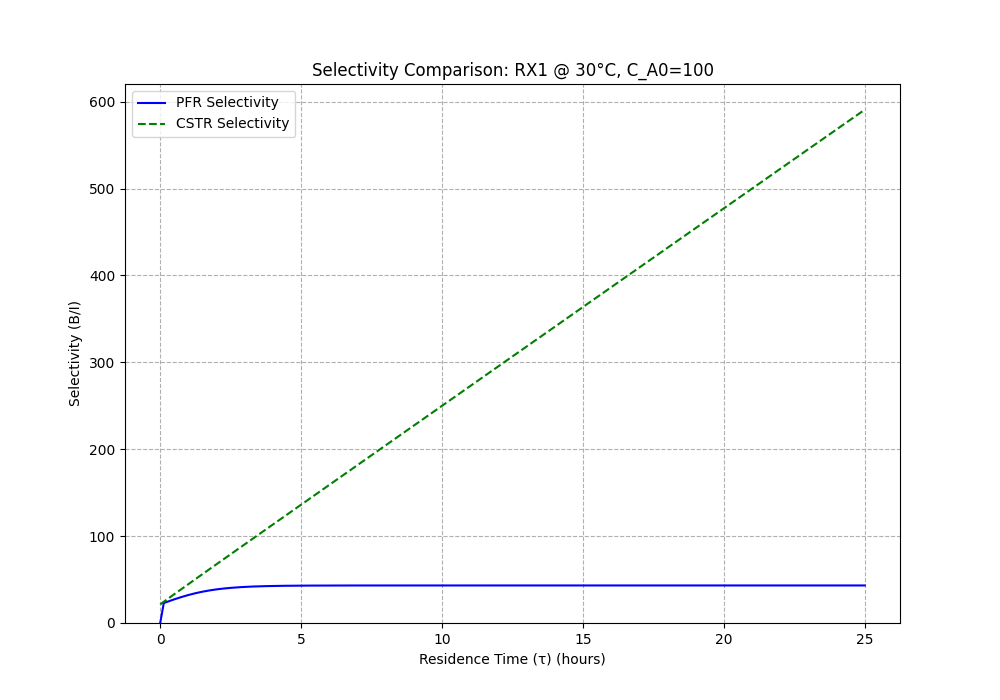 Selectivity Comparison: RX1 @ 30°C, C_A0=100
PFR Selectivity
CSTR Selectivity
Selectivity (B/I)
600
500
400
300
200
100
0
0 5 10 15 20 25
Residence Time (τ) (hours)